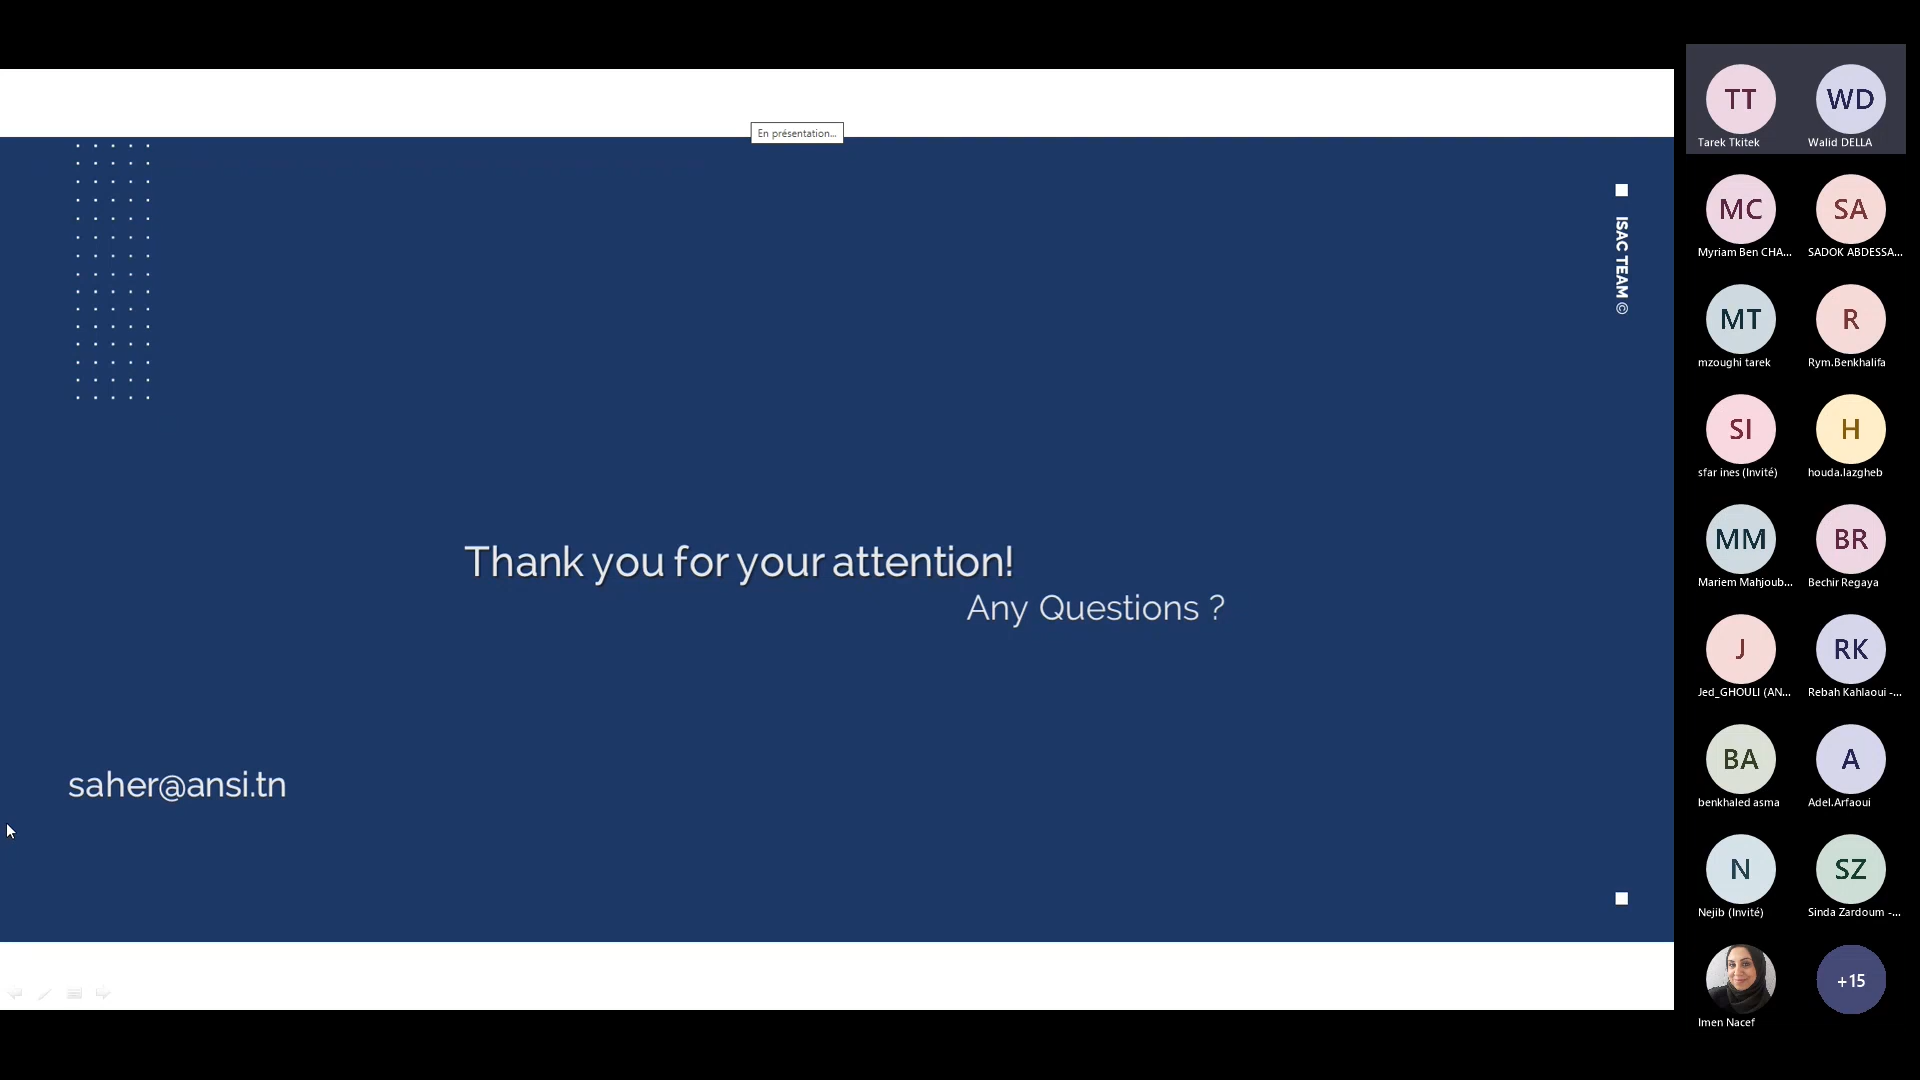 En présentation...
ISAC TEAM ©
Thank you for your attention!
Any Questions ?
saher@ansi.tn
TT
WD
Tarek Tkitek
Walid DELLA
MC
SA
Myriam Ben CHA...
SADOK ABDESSA...
MT
R
mzoughi tarek
Rym.Benkhalifa
SI
H
sfar ines (Invité)
houda.lazgheb
MM
BR
Mariem Mahjoub...
Bechir Regaya
J
RK
Jed_GHOULI (AN...
Rebah Kahlaoui -...
BA
A
benkhaled asma
Adel.Arfaoui
N
SZ
Nejib (Invité)
Sinda Zardoum -...
+15
Imen Nacef